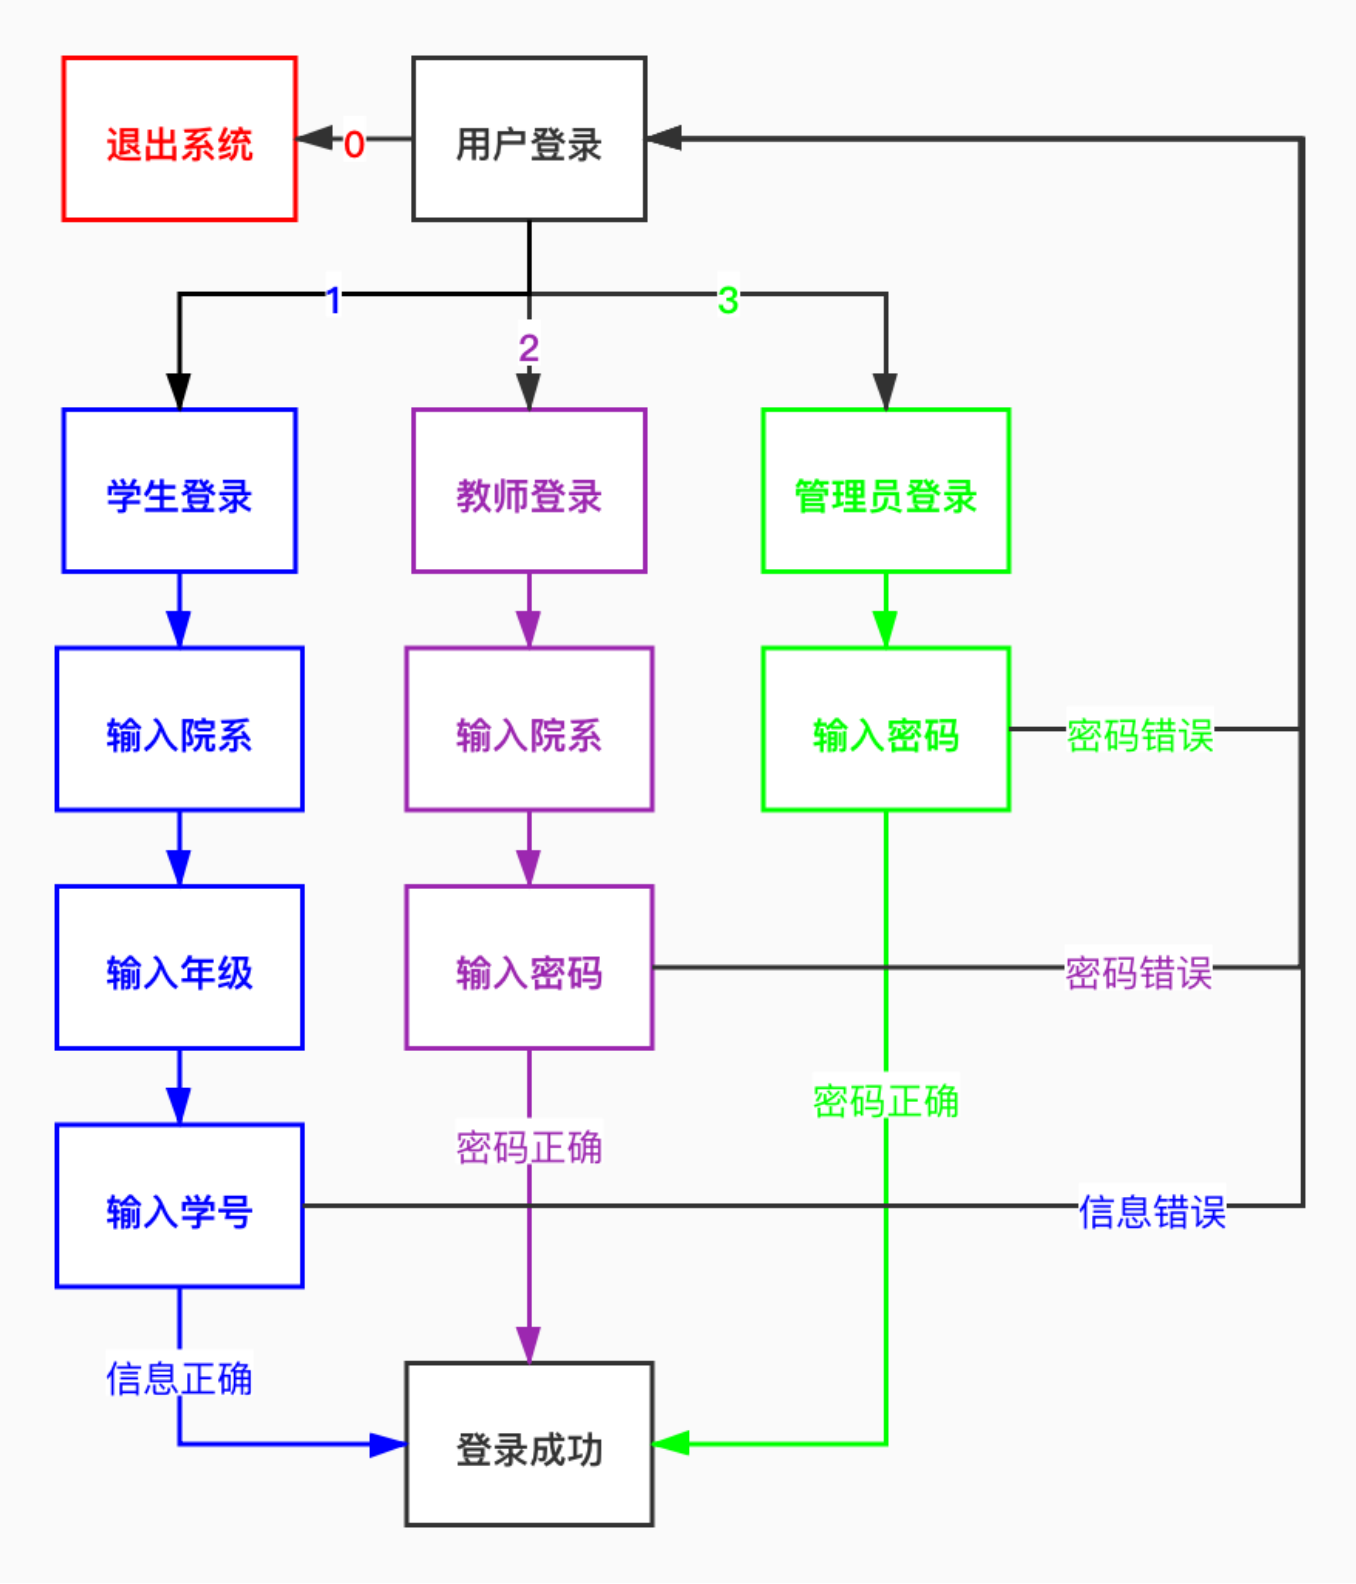 退出系统
0
用户登录
1
3
2
学生登录
教师登录
管理员登录
输入院系
输入院系
输入密码
密码错误
输入年级
输入密码
密码错误
密码正确
密码正确
输入学号
信息错误
信息正确
登录成功